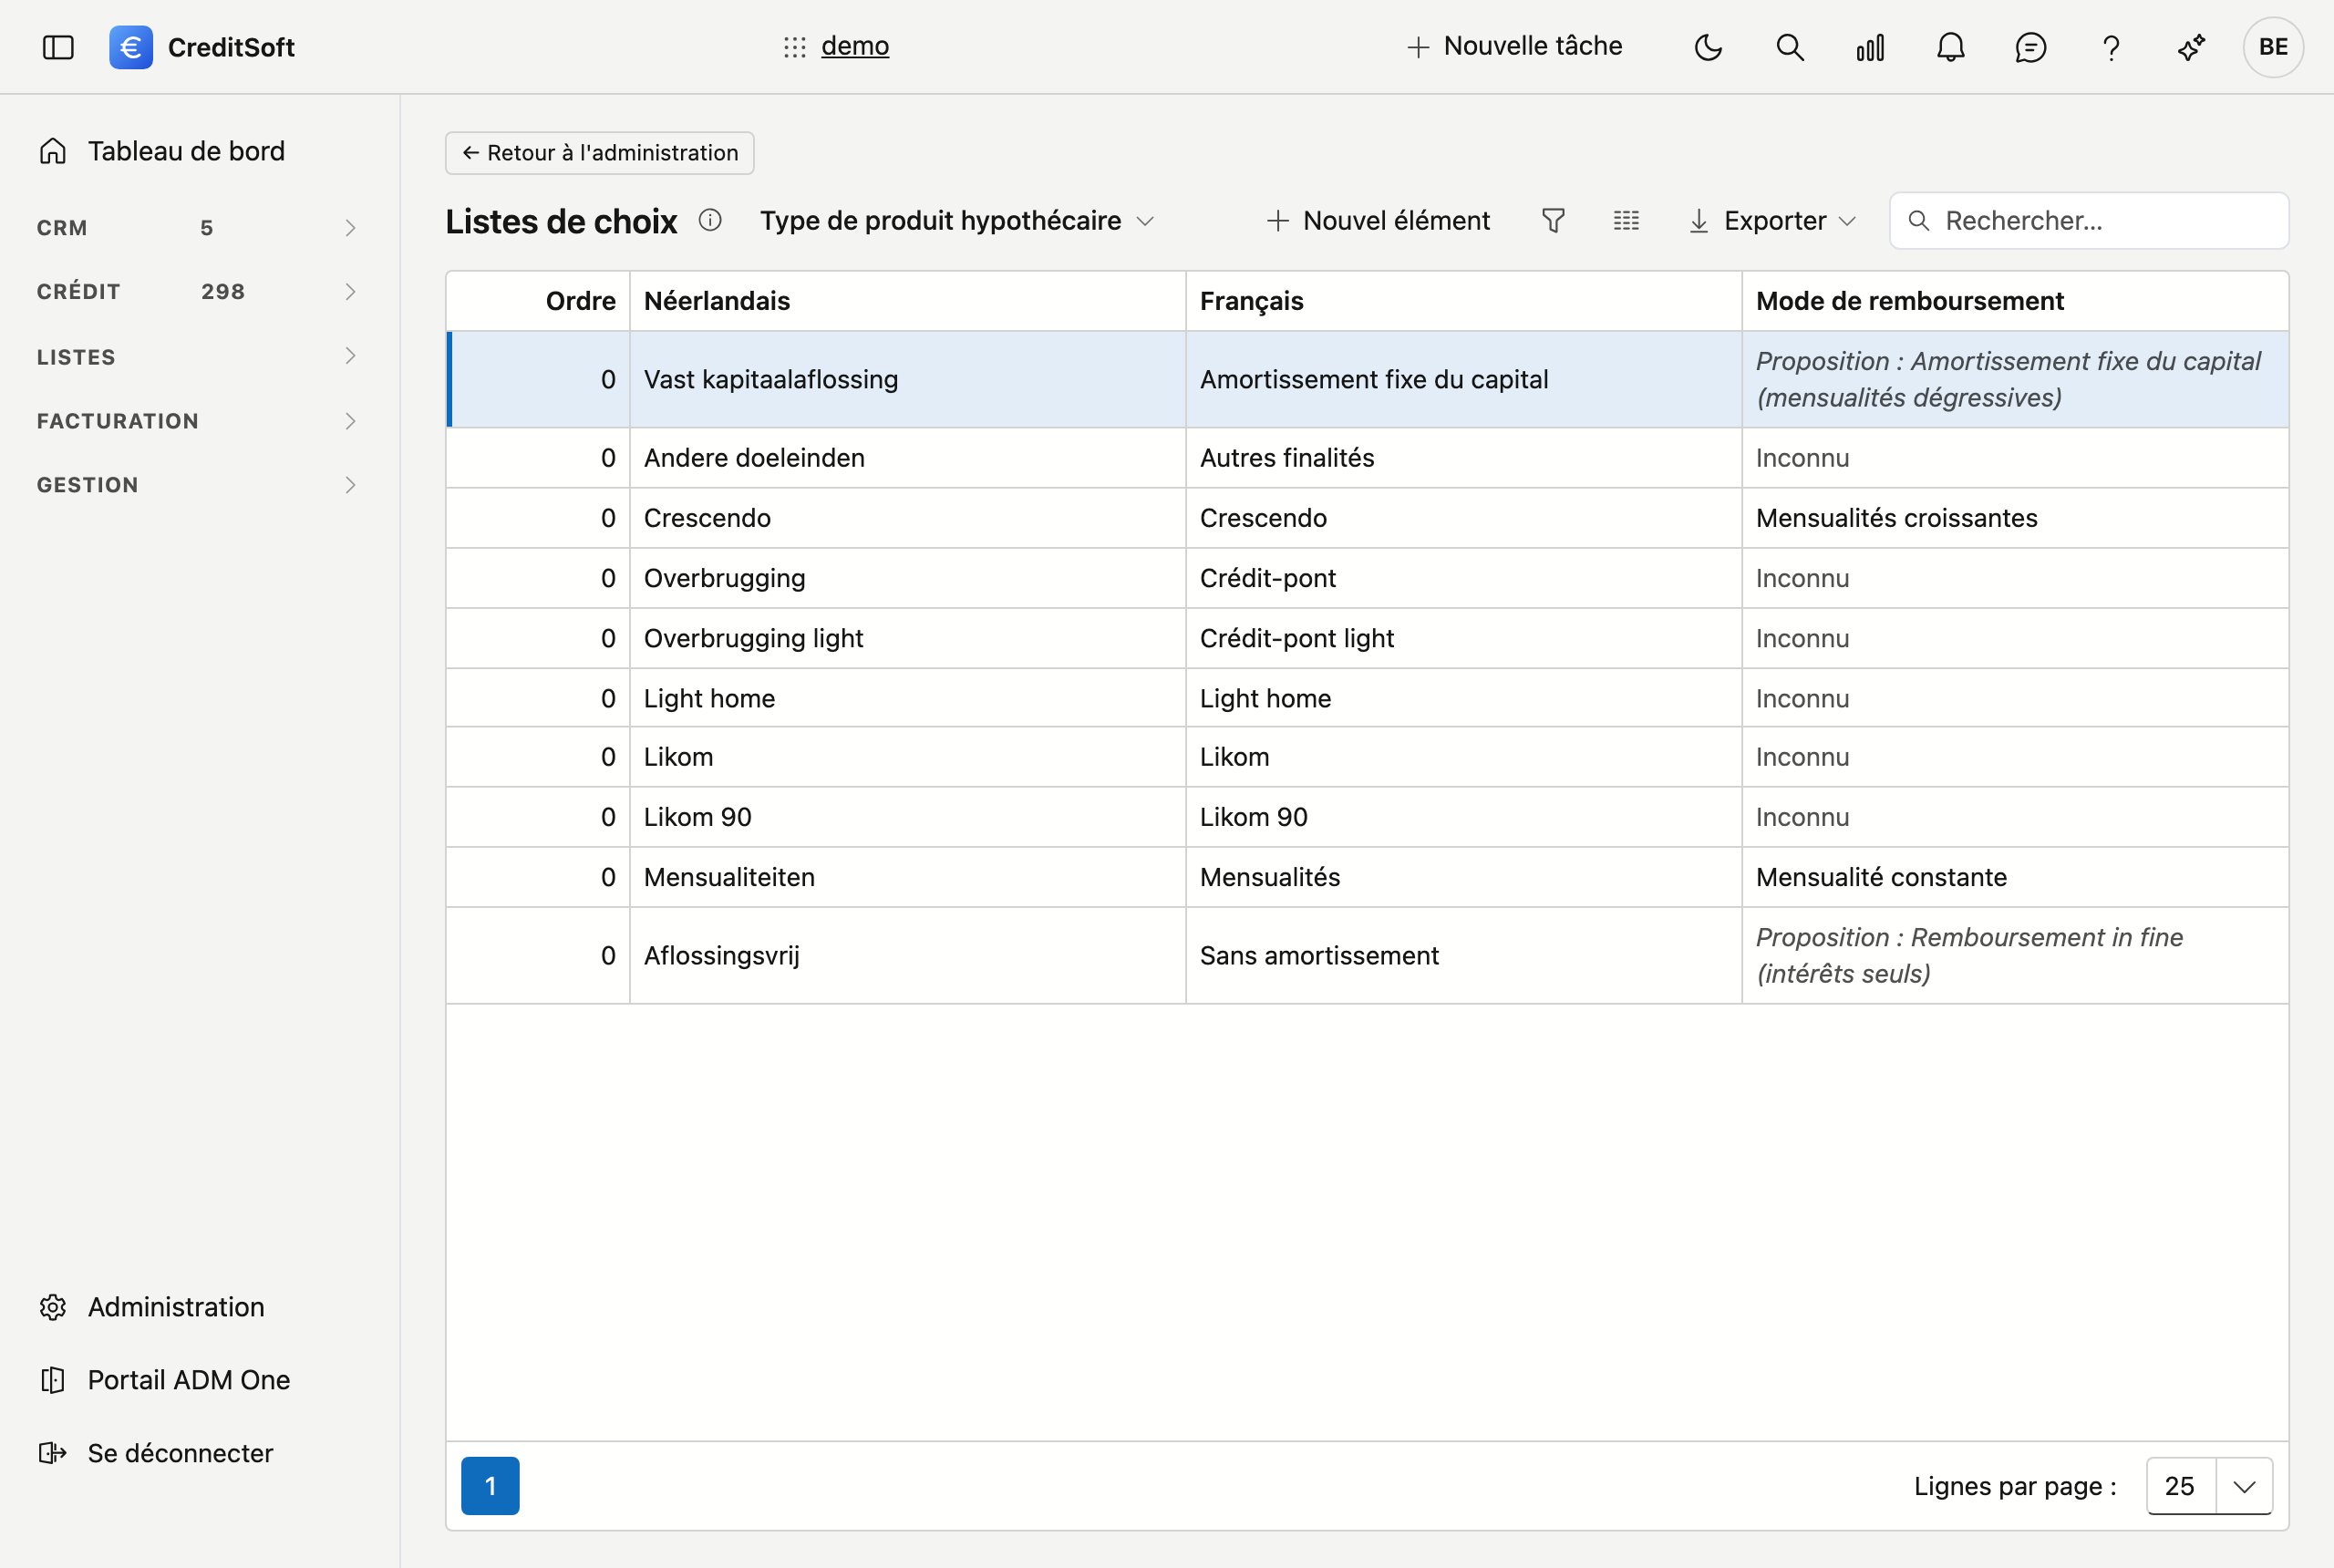 CreditSoft
demo
Nouvelle tâche
BE
Tableau de bord
CRM 5
CRÉDIT 298
LISTES
FACTURATION
GESTION
Administration
Portail ADM One
Se déconnecter
← Retour à l'administration
Listes de choix
Type de produit hypothécaire
Nouvel élément
Exporter
Rechercher...
Ordre Néerlandais Français Mode de remboursement
0 Vast kapitaalaflossing Amortissement fixe du capital Proposition : Amortissement fixe du capital
(mensualités dégressives)
0 Andere doeleinden Autres finalités Inconnu
0 Crescendo Crescendo Mensualités croissantes
0 Overbrugging Crédit-pont Inconnu
0 Overbrugging light Crédit-pont light Inconnu
0 Light home Light home Inconnu
0 Likom Likom Inconnu
0 Likom 90 Likom 90 Inconnu
0 Mensualiteiten Mensualités Mensualité constante
0 Aflossingsvrij Sans amortissement Proposition : Remboursement in fine
(intérêts seuls)
1
Lignes par page : 25